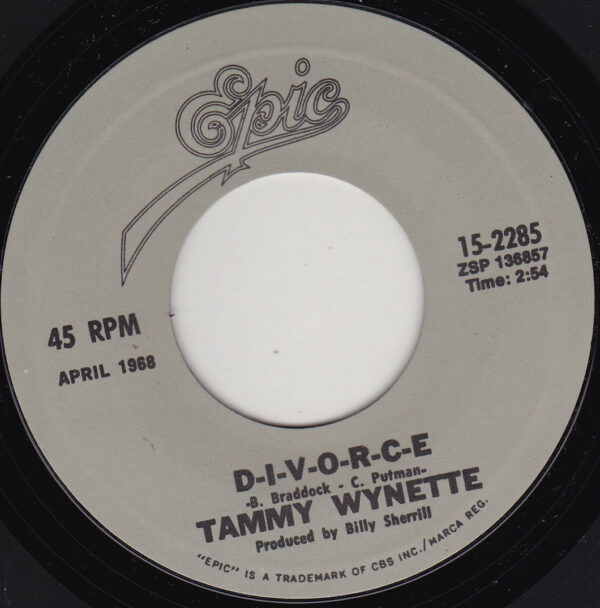 Epic
15-2285
ZSP 136857
Time: 2:54
45 RPM
APRIL 1968
D-I-V-O-R-C-E
-B. Braddock - C. Putman-
TAMMY WYNETTE
Produced by Billy Sherrill
"EPIC" IS A TRADEMARK OF CBS INC./MARCA REG.